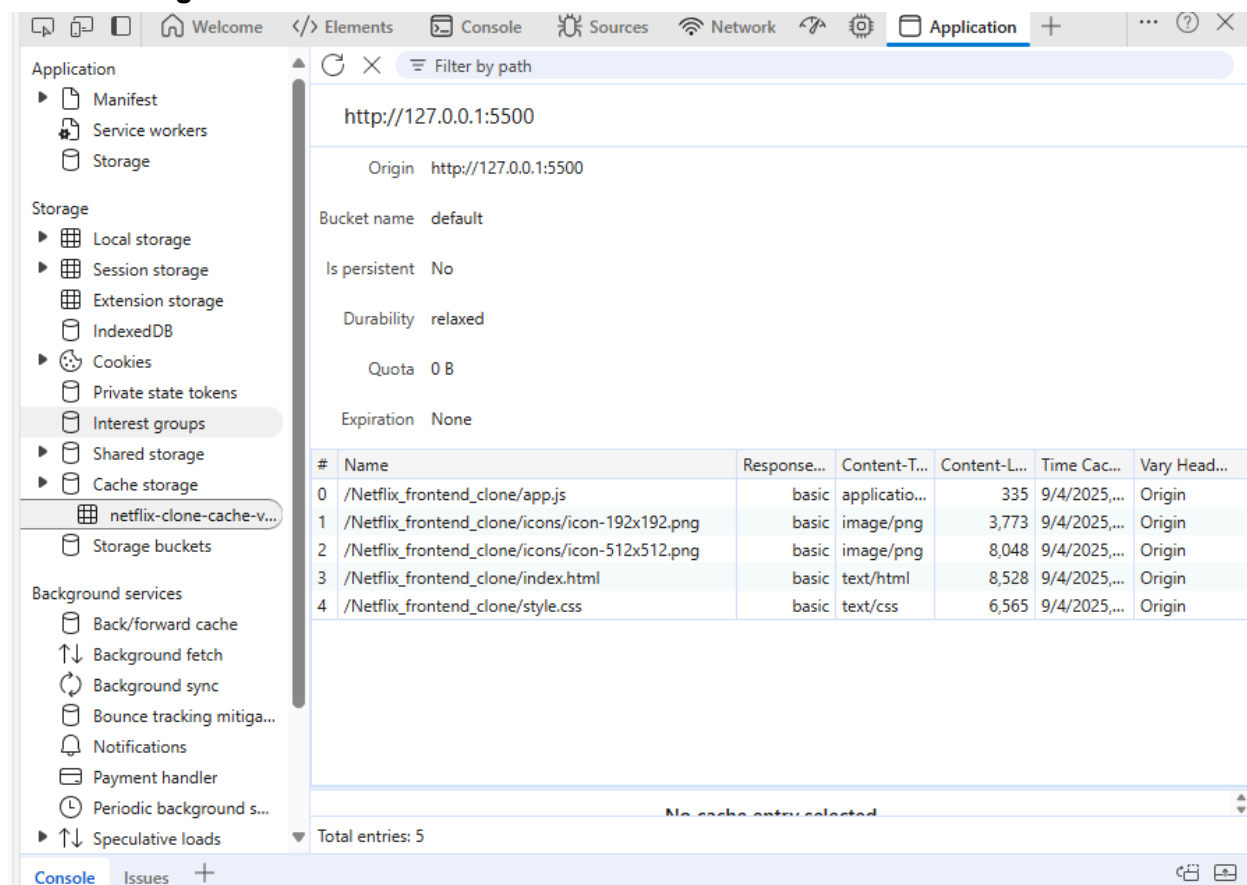 Welcome Elements Console Sources Network Application
Application
Manifest
Service workers
Storage
Storage
Local storage
Session storage
Extension storage
IndexedDB
Cookies
Private state tokens
Interest groups
Shared storage
Cache storage
netflix-clone-cache-v...
Storage buckets
Background services
Back/forward cache
Background fetch
Background sync
Bounce tracking mitiga...
Notifications
Payment handler
Periodic background s...
Speculative loads
Filter by path
http://127.0.0.1:5500
Origin http://127.0.0.1:5500
Bucket name default
Is persistent No
Durability relaxed
Quota 0 B
Expiration None
# Name Response... Content-T... Content-L... Time Cac... Vary Head...
0 /Netflix_frontend_clone/app.js basic applicatio... 335 9/4/2025,... Origin
1 /Netflix_frontend_clone/icons/icon-192x192.png basic image/png 3,773 9/4/2025,... Origin
2 /Netflix_frontend_clone/icons/icon-512x512.png basic image/png 8,048 9/4/2025,... Origin
3 /Netflix_frontend_clone/index.html basic text/html 8,528 9/4/2025,... Origin
4 /Netflix_frontend_clone/style.css basic text/css 6,565 9/4/2025,... Origin
No cache entry selected
Total entries: 5
Console Issues